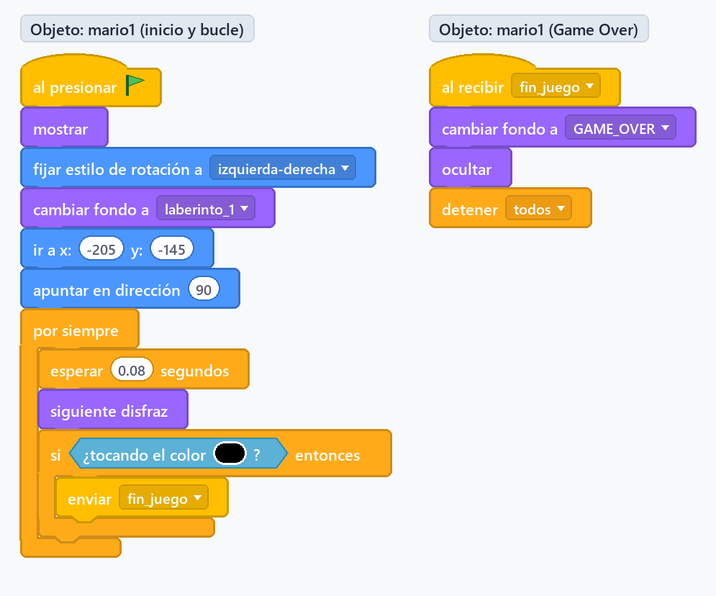 Objeto: mario1 (inicio y bucle)
al presionar
mostrar
fijar estilo de rotación a izquierda-derecha
cambiar fondo a laberinto_1
ir a x: -205 y: -145
apuntar en dirección 90
por siempre
esperar 0.08 segundos
siguiente disfraz
si ¿tocando el color ? entonces
enviar fin_juego
Objeto: mario1 (Game Over)
al recibir fin_juego
cambiar fondo a GAME_OVER
ocultar
detener todos